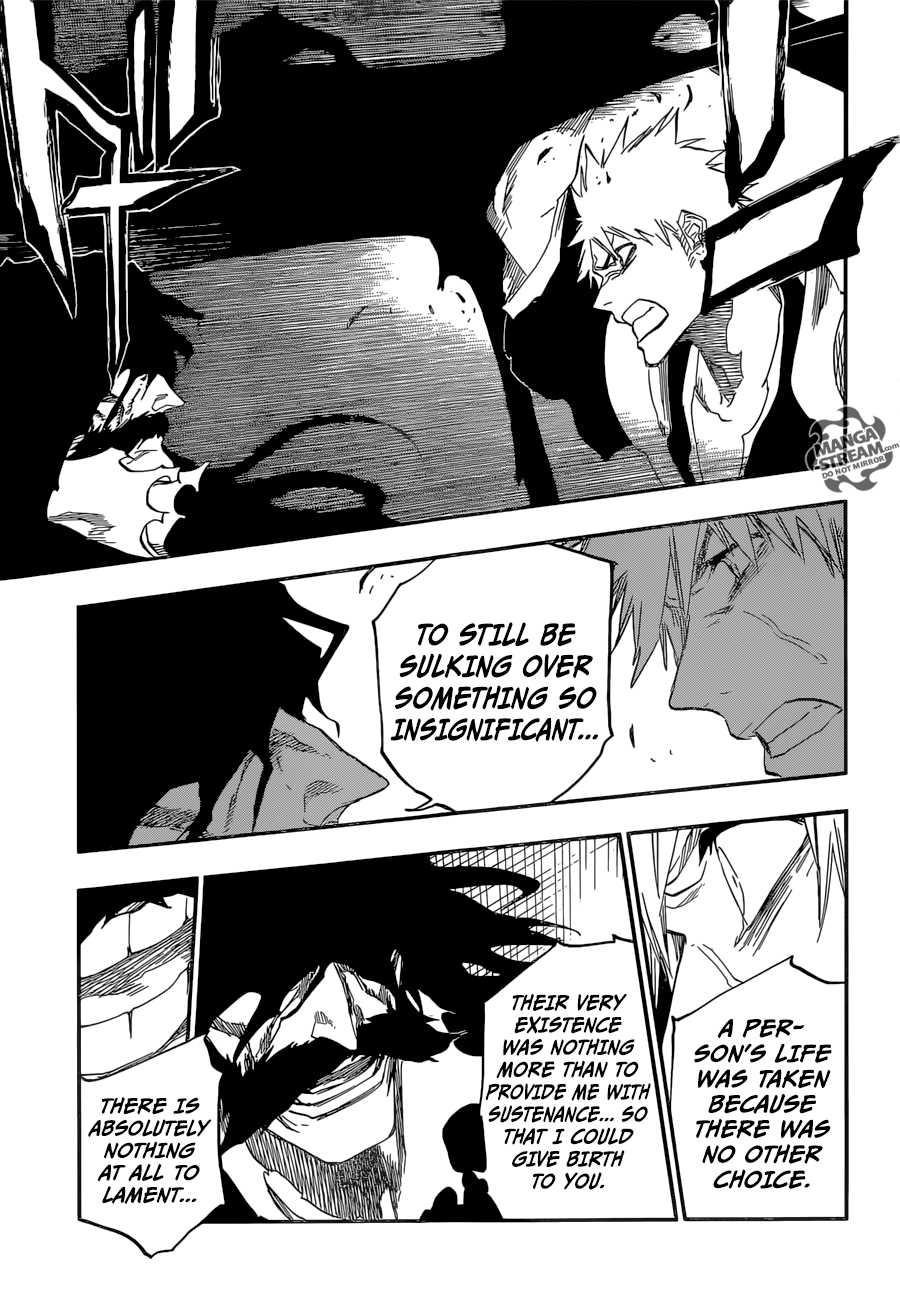 MANGA
STREAM.com
DO NOT MIRROR
TO STILL BE
SULKING OVER
SOMETHING SO
INSIGNIFICANT...
A PER-
SON'S LIFE
WAS TAKEN
BECAUSE
THERE WAS
NO OTHER
CHOICE.
THEIR VERY
EXISTENCE
WAS NOTHING
MORE THAN TO
PROVIDE ME WITH
SUSTENANCE... SO
THAT I COULD
GIVE BIRTH
TO YOU.
THERE IS
ABSOLUTELY
NOTHING
AT ALL TO
LAMENT...